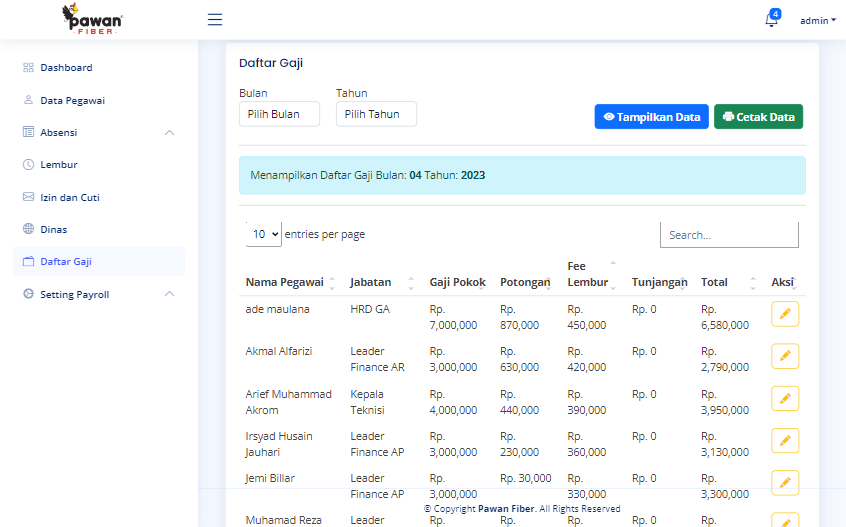 pawan
FIBER
4
admin
Dashboard
Data Pegawai
Absensi
Lembur
Izin dan Cuti
Dinas
Daftar Gaji
Setting Payroll
Daftar Gaji
Bulan
Tahun
Pilih Bulan
Pilih Tahun
Tampilkan Data
Cetak Data
Menampilkan Daftar Gaji Bulan: 04 Tahun: 2023
10 entries per page
Search...
Nama Pegawai Jabatan Gaji Pokok Potongan Fee Lembur Tunjangan Total Aksi
ade maulana HRD GA Rp. 7,000,000 Rp. 870,000 Rp. 450,000 Rp. 0 Rp. 6,580,000
Akmal Alfarizi Leader Finance AR Rp. 3,000,000 Rp. 630,000 Rp. 420,000 Rp. 0 Rp. 2,790,000
Arief Muhammad Akrom Kepala Teknisi Rp. 4,000,000 Rp. 440,000 Rp. 390,000 Rp. 0 Rp. 3,950,000
Irsyad Husain Jauhari Leader Finance AP Rp. 3,000,000 Rp. 230,000 Rp. 360,000 Rp. 0 Rp. 3,130,000
Jemi Billar Leader Finance AP Rp. 3,000,000 Rp. 30,000 Rp. 330,000 Rp. 0 Rp. 3,300,000
© Copyright Pawan Fiber. All Rights Reserved
Muhamad Reza Leader Rp. Rp. Rp. Rp. 0 Rp.